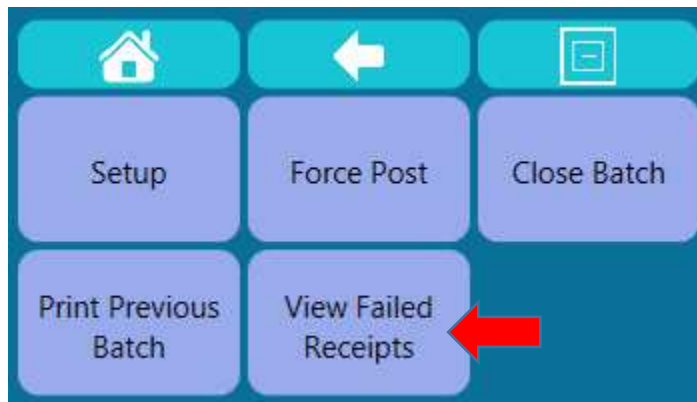 Setup
Force Post
Close Batch
Print Previous
Batch
View Failed
Receipts